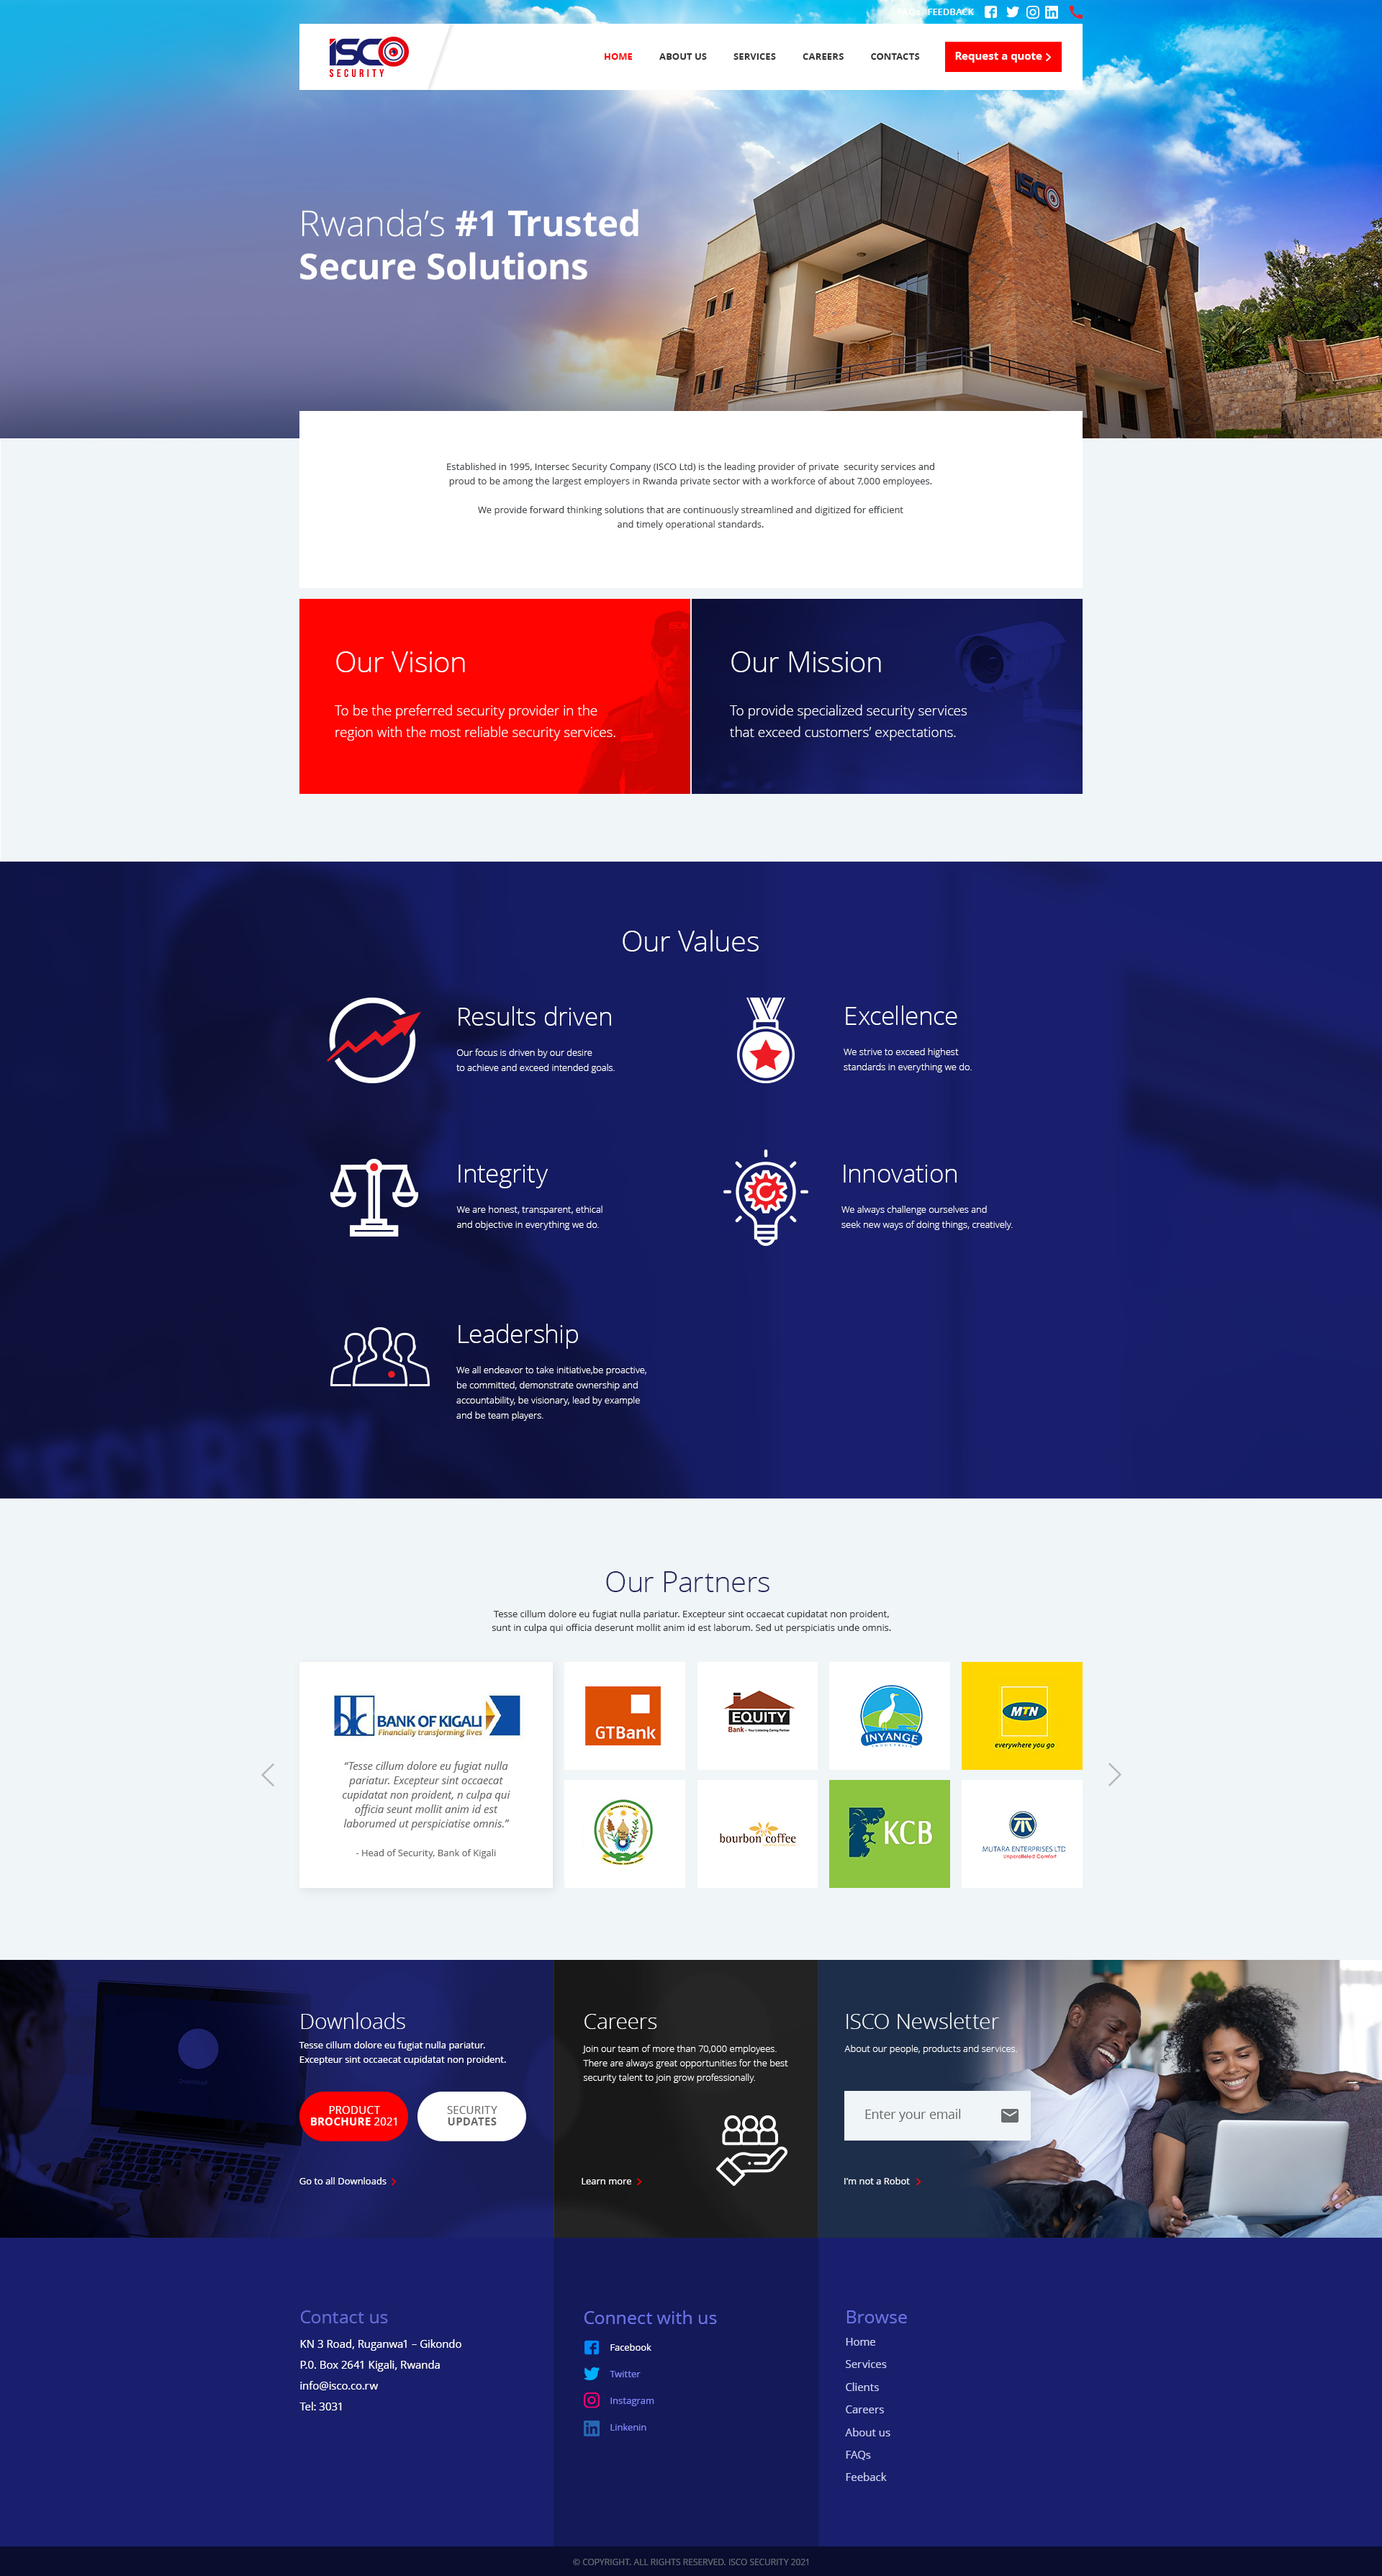 FEEDBACK
ISCO
SECURITY
HOME ABOUT US SERVICES CAREERS CONTACTS Request a quote
ISCO
Rwanda's #1 Trusted
Secure Solutions
Established in 1995, Intersec Security Company (ISCO Ltd) is the leading provider of private security services and
proud to be among the largest employers in Rwanda private sector with a workforce of about 7,000 employees.
We provide forward thinking solutions that are continuously streamlined and digitized for efficient
and timely operational standards.
Our Vision
To be the preferred security provider in the
region with the most reliable security services.
Our Mission
To provide specialized security services
that exceed customers' expectations.
Our Values
Results driven
Our focus is driven by our desire
to achieve and exceed intended goals.
Excellence
We strive to exceed highest
standards in everything we do.
Integrity
We are honest, transparent, ethical
and objective in everything we do.
Innovation
We always challenge ourselves and
seek new ways of doing things, creatively.
Leadership
We all endeavor to take initiative,be proactive,
be committed, demonstrate ownership and
accountability, be visionary, lead by example
and be team players.
SECURITY
Our Partners
Tesse cillum dolore eu fugiat nulla pariatur. Excepteur sint occaecat cupidatat non proident,
sunt in culpa qui officia deserunt mollit anim id est laborum. Sed ut perspiciatis unde omnis.
BANK OF KIGALI
Financially transforming lives
“Tesse cillum dolore eu fugiat nulla
pariatur. Excepteur sint occaecat
cupidatat non proident, n culpa qui
officia seunt mollit anim id est
laborumed ut perspiciatise omnis.”
- Head of Security, Bank of Kigali
GTBank
EQUITY
Bank - Your Listening Caring Partner
INYANGE
INDUSTRIES
MTN
everywhere you go
bourbon coffee
KCB
MUTARA ENTERPRISES LTD
Unparalleled Comfort
Downloads
Tesse cillum dolore eu fugiat nulla pariatur.
Excepteur sint occaecat cupidatat non proident.
PRODUCT
BROCHURE 2021
SECURITY
UPDATES
Go to all Downloads
Careers
Join our team of more than 70,000 employees.
There are always great opportunities for the best
security talent to join grow professionally.
Learn more
ISCO Newsletter
About our people, products and services.
Enter your email
I'm not a Robot
Contact us
KN 3 Road, Ruganwa1 – Gikondo
P.0. Box 2641 Kigali, Rwanda
info@isco.co.rw
Tel: 3031
Connect with us
Facebook
Twitter
Instagram
Linkenin
Browse
Home
Services
Clients
Careers
About us
FAQs
Feeback
© COPYRIGHT. ALL RIGHTS RESERVED. ISCO SECURITY 2021